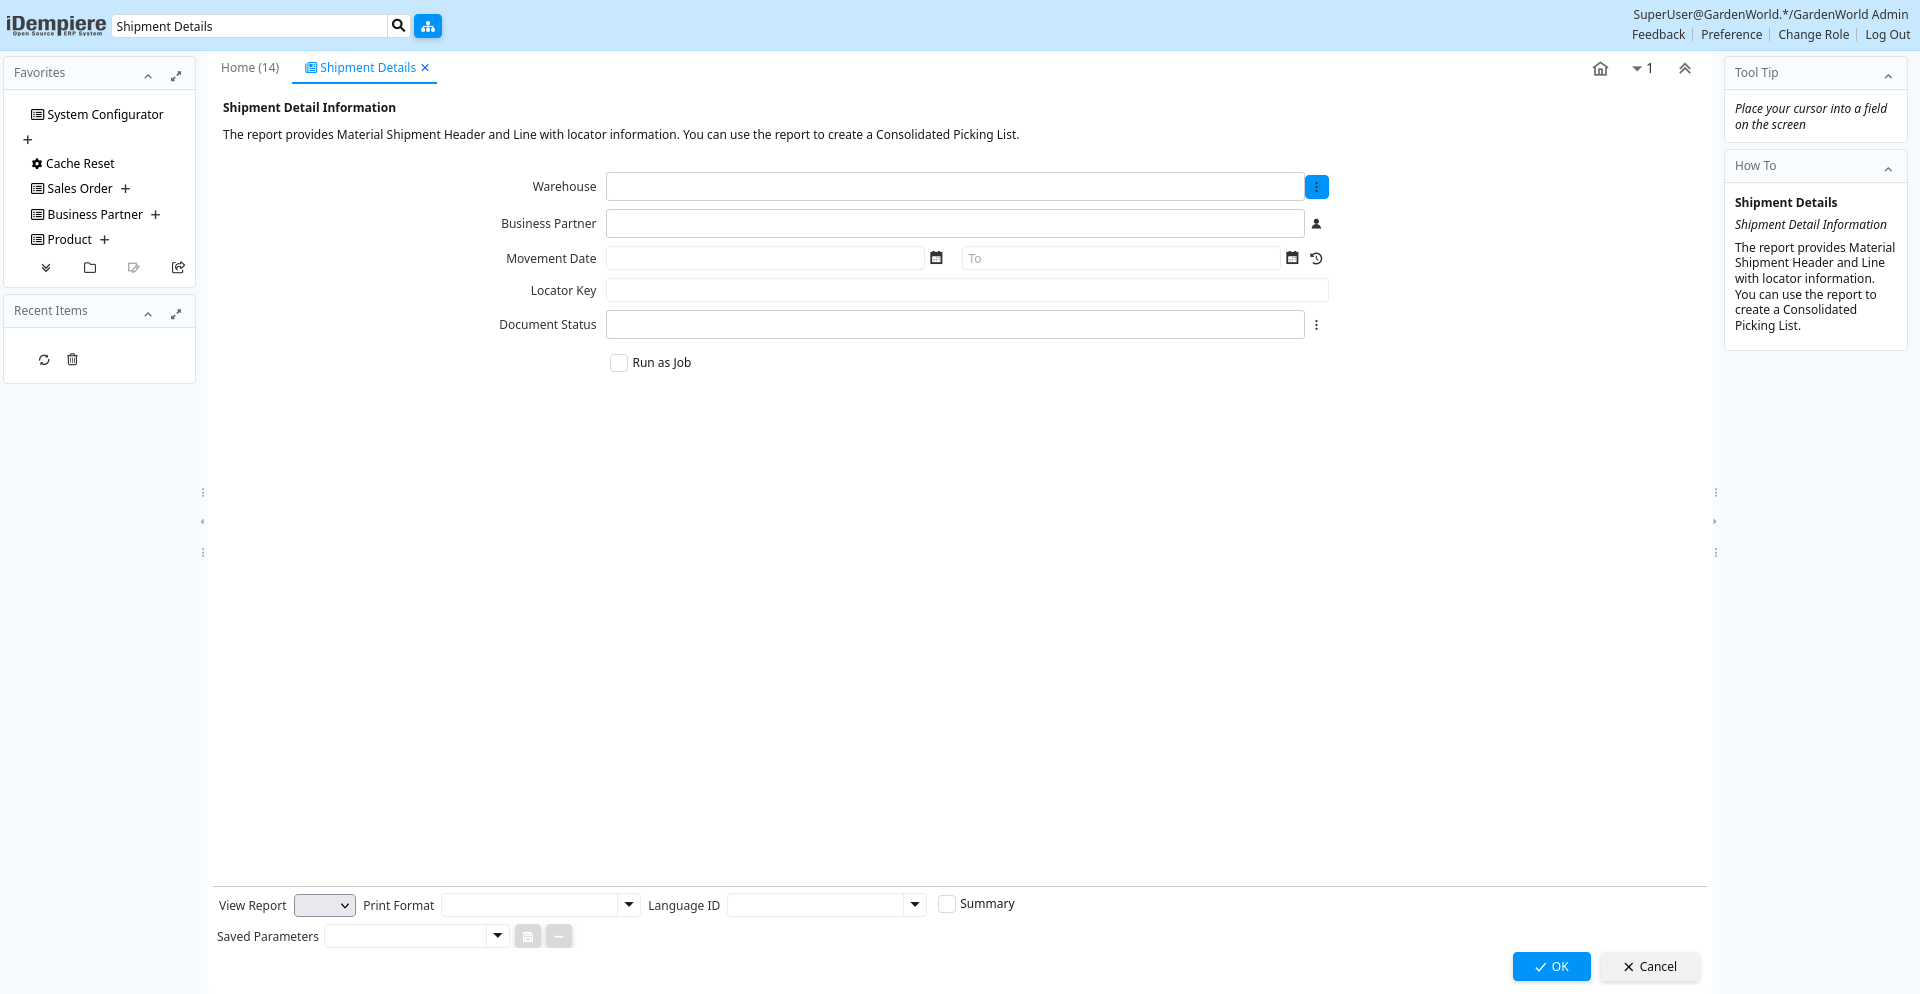 iDempiere
Open Source ERP System
Shipment Details
SuperUser@GardenWorld.*/GardenWorld Admin
Feedback Preference Change Role Log Out
Favorites
System Configurator
Cache Reset
Sales Order
Business Partner
Product
Recent Items
Home (14)
Shipment Details
1
Shipment Detail Information
The report provides Material Shipment Header and Line with locator information. You can use the report to create a Consolidated Picking List.
Warehouse
Business Partner
Movement Date
To
Locator Key
Document Status
Run as Job
View Report
Print Format
Language ID
Summary
Saved Parameters
OK
Cancel
Tool Tip
Place your cursor into a field
on the screen
How To
Shipment Details
Shipment Detail Information
The report provides Material
Shipment Header and Line
with locator information.
You can use the report to
create a Consolidated
Picking List.